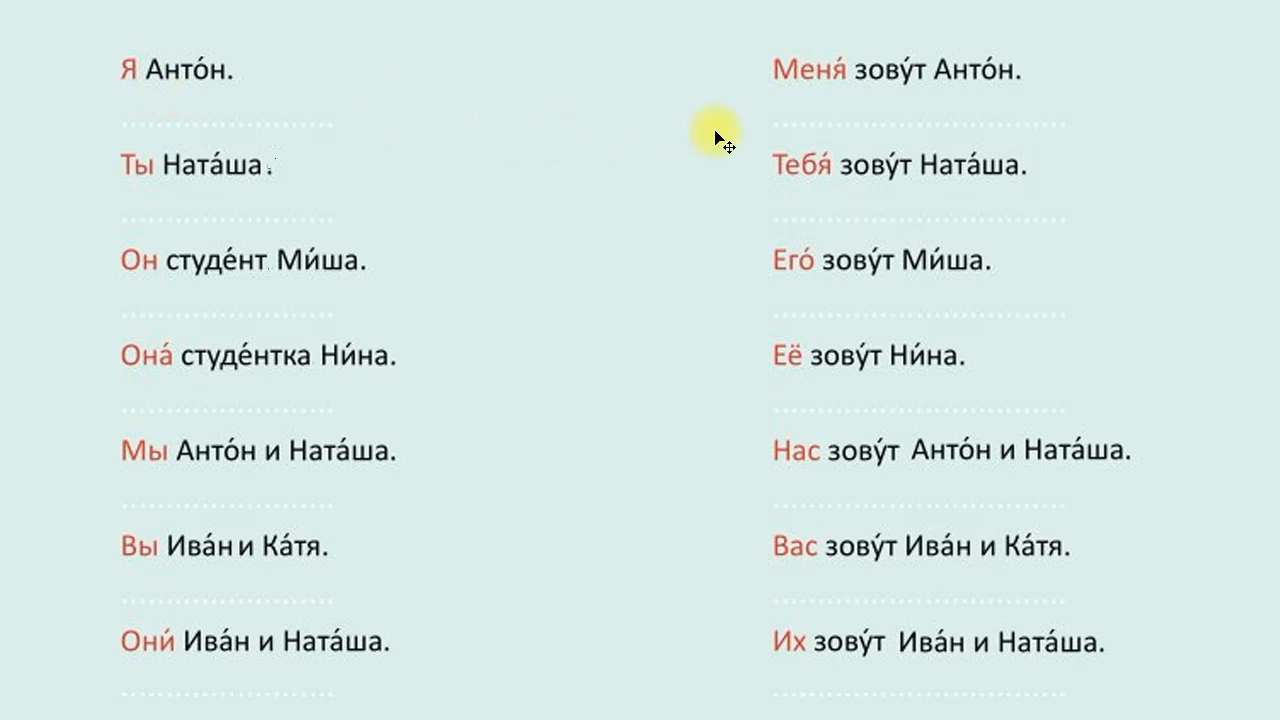 Я Анто́н.
Меня́ зову́т Анто́н.
Ты Ната́ша.
Тебя́ зову́т Ната́ша.
Он студе́нт Ми́ша.
Его́ зову́т Ми́ша.
Она́ студе́нтка Ни́на.
Её зову́т Ни́на.
Мы Анто́н и Ната́ша.
Нас зову́т Анто́н и Ната́ша.
Вы Ива́н и Ка́тя.
Вас зову́т Ива́н и Ка́тя.
Они́ Ива́н и Ната́ша.
Их зову́т Ива́н и Ната́ша.